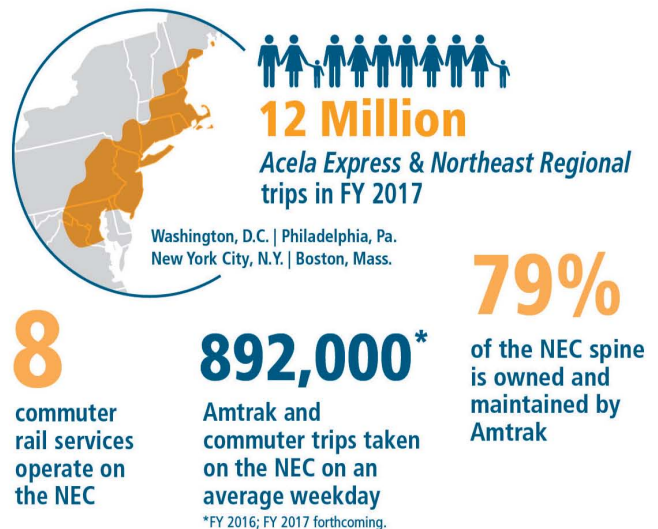 12 Million
Acela Express & Northeast Regional
trips in FY 2017
Washington, D.C. | Philadelphia, Pa.
New York City, N.Y. | Boston, Mass.
8
commuter
rail services
operate on
the NEC
892,000*
Amtrak and
commuter trips taken
on the NEC on an
average weekday
*FY 2016; FY 2017 forthcoming.
79%
of the NEC spine
is owned and
maintained by
Amtrak